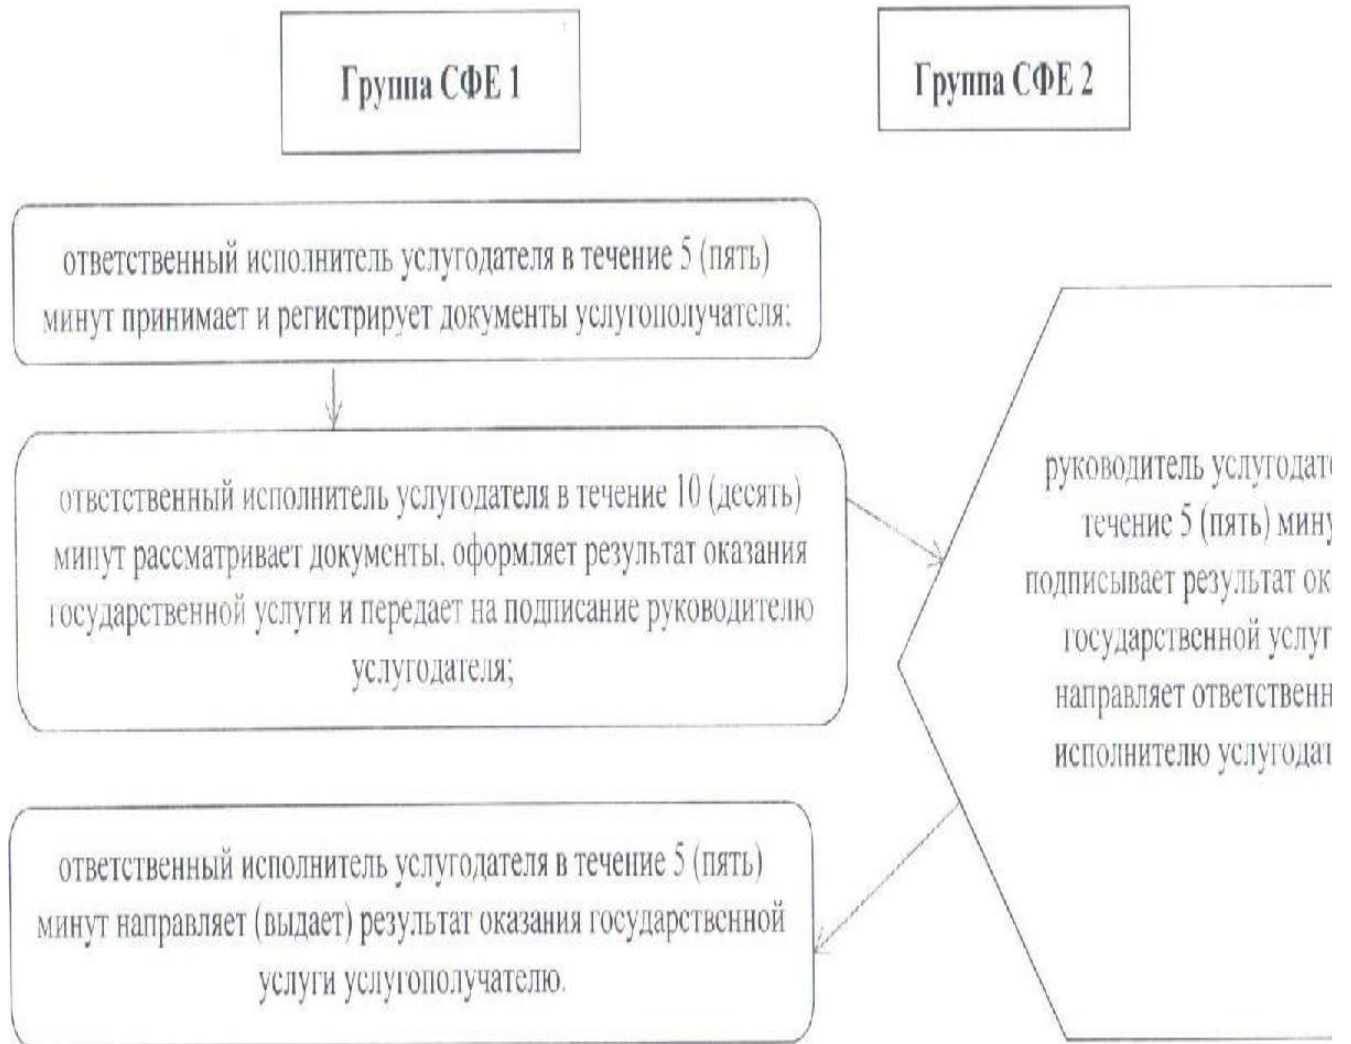 Группа СФЕ 1
Группа СФЕ 2
ответственный исполнитель услугодателя в течение 5 (пять)
минут принимает и регистрирует документы услугополучателя;
ответственный исполнитель услугодателя в течение 10 (десять)
минут рассматривает документы, оформляет результат оказания
государственной услуги и передает на подписание руководителю
услугодателя;
руководитель
течение 5 (пять)
подписывает результат
государственной
направляет
исполнителю
ответственный исполнитель услугодателя в течение 5 (пять)
минут направляет (выдает) результат оказания государственной
услуги услугополучателю.